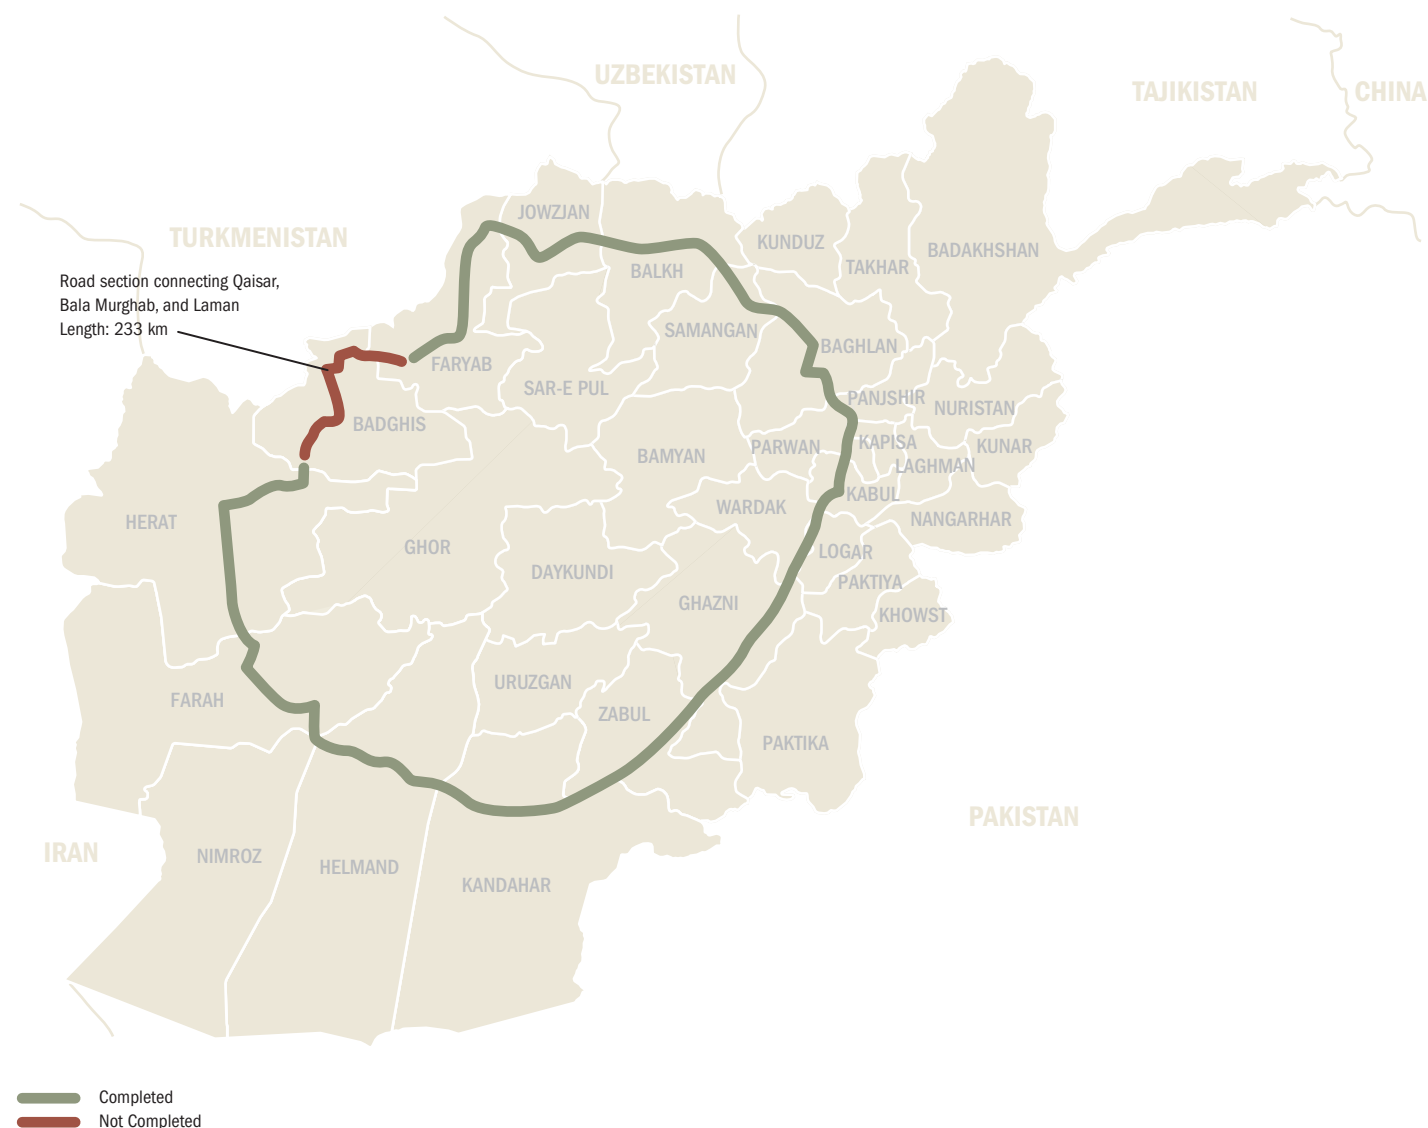 UZBEKISTAN
TAJIKISTAN
CHINA
TURKMENISTAN
JOWZJAN
KUNDUZ
TAKHAR
BADAKHSHAN
BALKH
Road section connecting Qaisar,
Bala Murghab, and Laman
Length: 233 km
SAMANGAN
BAGHLAN
FARYAB
SAR-E PUL
PANJSHIR
NURISTAN
BADGHIS
BAMYAN
PARWAN
KAPISA
KUNAR
LAGHMAN
KABUL
WARDAK
HERAT
NANGARHAR
GHOR
LOGAR
DAYKUNDI
PAKTIYA
GHAZNI
KHOWST
URUZGAN
FARAH
ZABUL
PAKTIKA
PAKISTAN
IRAN
NIMROZ
HELMAND
KANDAHAR
Completed
Not Completed